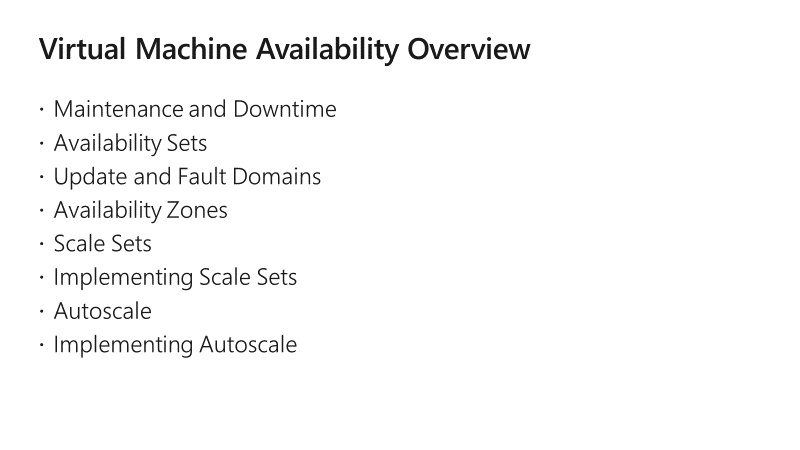 Virtual Machine Availability Overview
· Maintenance and Downtime
· Availability Sets
· Update and Fault Domains
· Availability Zones
· Scale Sets
· Implementing Scale Sets
· Autoscale
· Implementing Autoscale